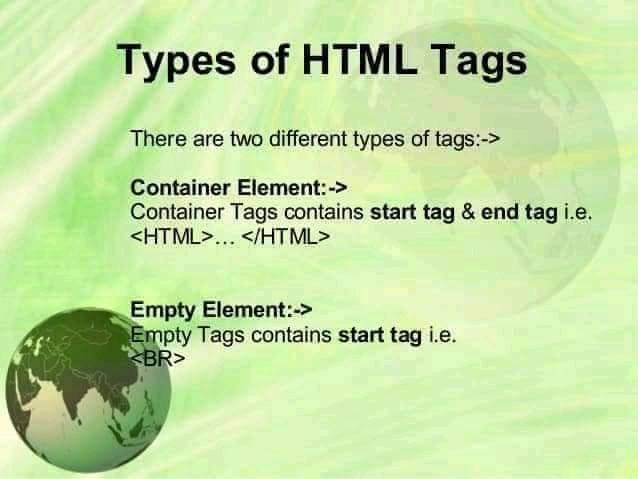 Types of HTML Tags
There are two different types of tags:->
Container Element:->
Container Tags contains start tag & end tag i.e.
<HTML>… </HTML>
Empty Element:->
Empty Tags contains start tag i.e.
<BR>